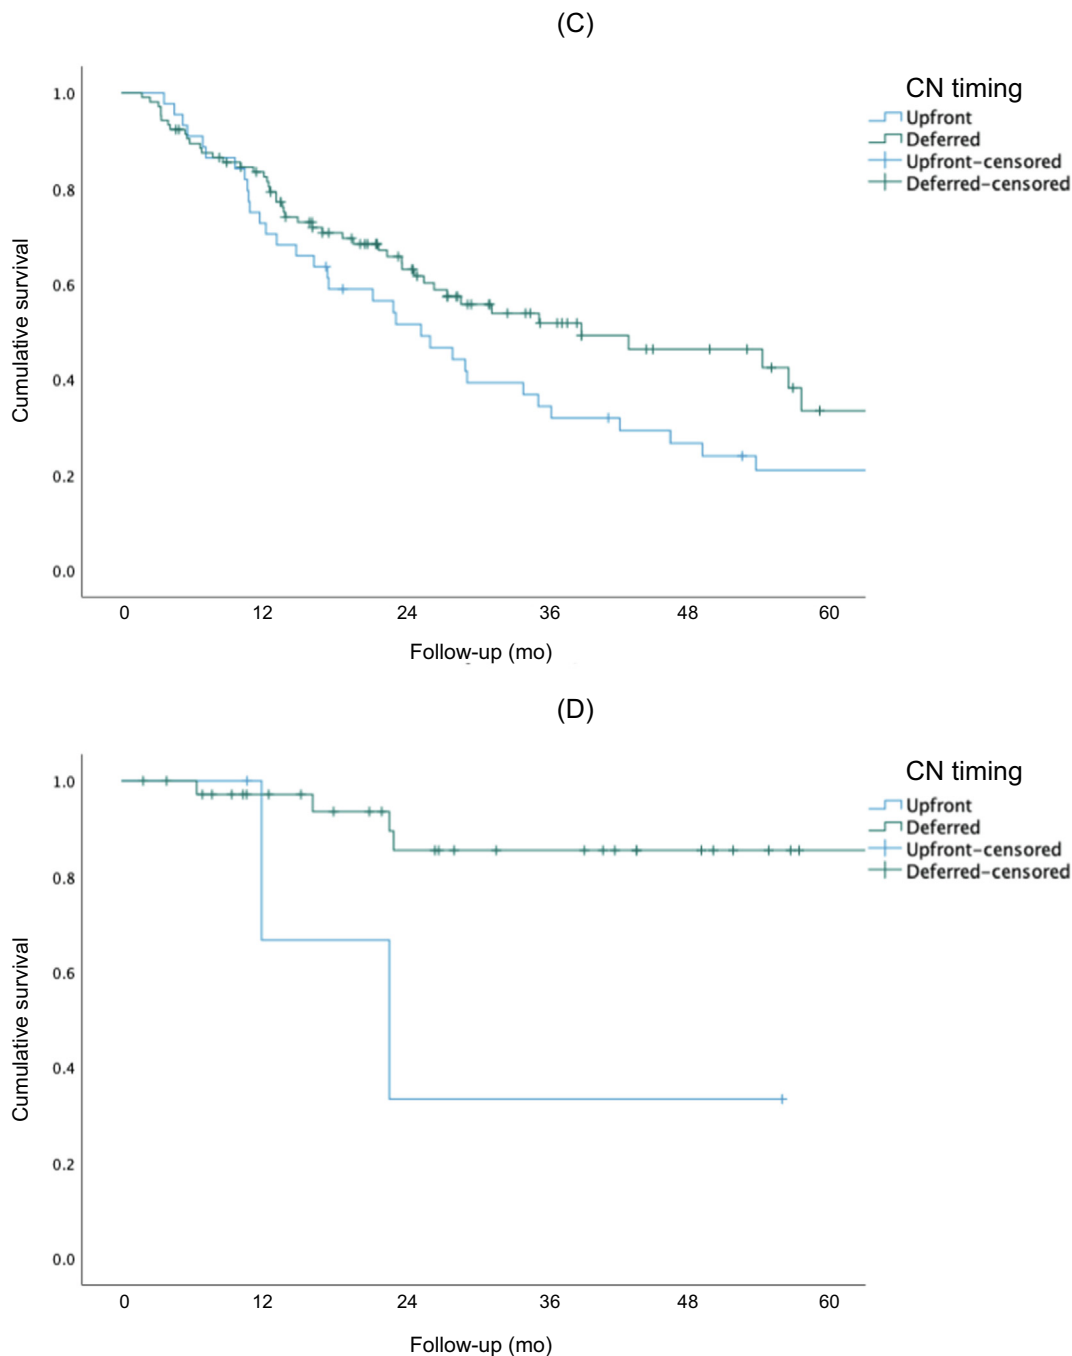 (C)
CN timing
Upfront
Deferred
Upfront-censored
Deferred-censored
1.0
0.8
0.6
0.4
0.2
0.0
Cumulative survival
0 12 24 36 48 60
Follow-up (mo)
(D)
CN timing
Upfront
Deferred
Upfront-censored
Deferred-censored
1.0
0.8
0.6
0.4
0.2
0.0
Cumulative survival
0 12 24 36 48 60
Follow-up (mo)